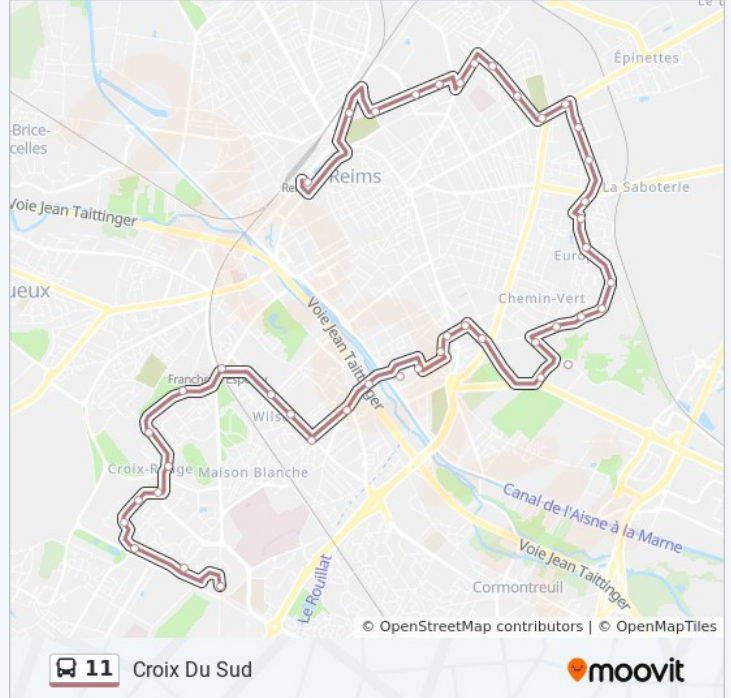 Le L
Épinettes
-Brice-
celles
Reims
La Saboterie
Voie Jean Taittinger
Euro
ueux
Chemin-Vert
Voie Jean Taittinger
Wils
Croix-R
ge
Maison Blanche
Canal de l'Aisne à la Marne
Voie Jean Taittinger
Le Rouillat
Cormontreuil
© OpenStreetMap contributors | © OpenMapTiles
11
Croix Du Sud
moovit